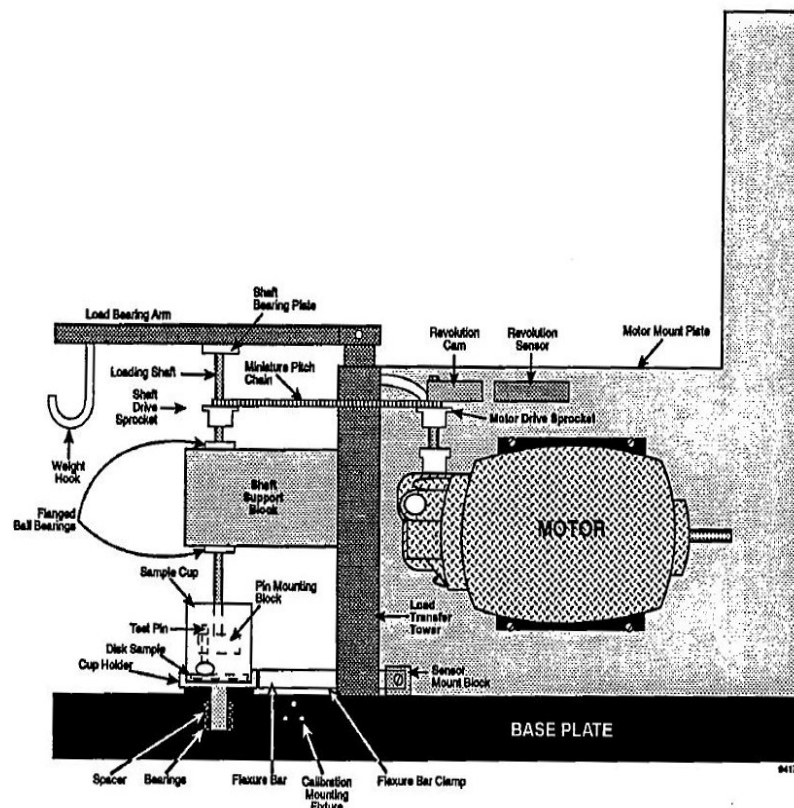 Shaft
Bearing Plate
Load Bearing Arm
Revolution
Cam
Revolution
Sensor
Motor Mount Plate
Loading Shaft
Miniature Pitch
Chain
Shaft
Drive
Sprocket
Motor Drive Sprocket
Weight
Hook
Shaft
Support
Block
Flanged
Ball Bearings
MOTOR
Sample Cup
Pin Mounting
Block
Test Pin
Load
Transfer
Tower
Disk Sample
Cup Holder
Sensor
Mount Block
BASE PLATE
Spacer
Bearings
Flexure Bar
Calibration
Mounting
Fixture
Flexure Bar Clamp